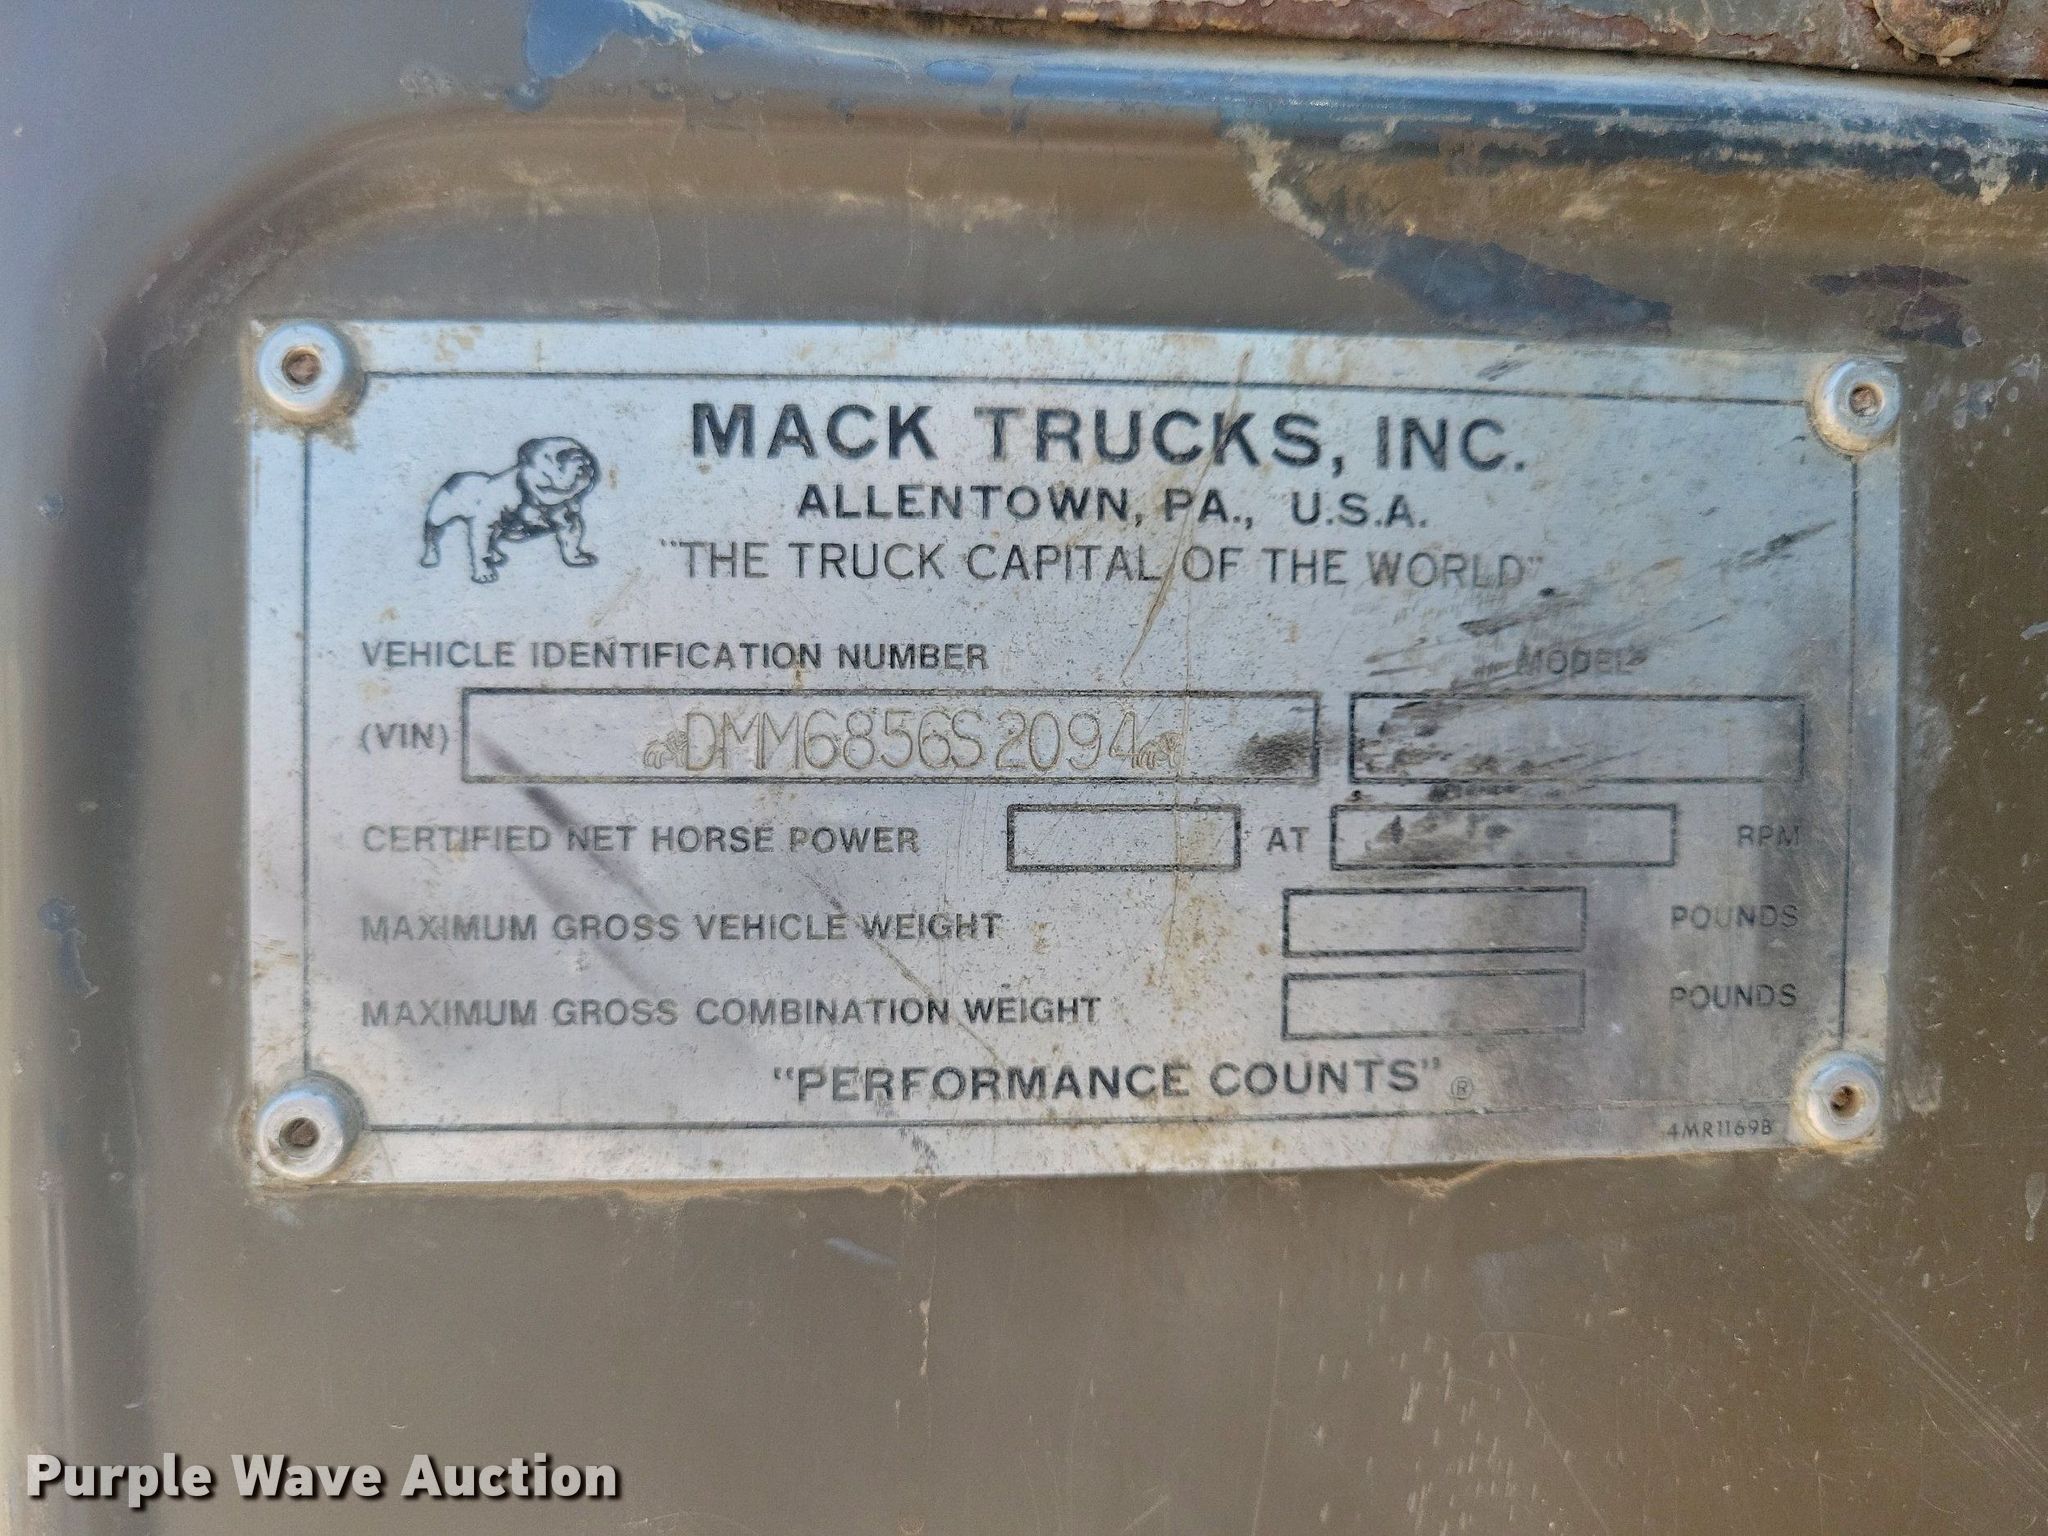 MACK TRUCKS, INC.
ALLENTOWN, PA., U.S.A.
"THE TRUCK CAPITAL OF THE WORLD"
VEHICLE IDENTIFICATION NUMBER MODEL
(VIN) DMM6856S2094
CERTIFIED NET HORSE POWER AT RPM
MAXIMUM GROSS VEHICLE WEIGHT POUNDS
MAXIMUM GROSS COMBINATION WEIGHT POUNDS
"PERFORMANCE COUNTS" ®
4MR1169B
Purple Wave Auction